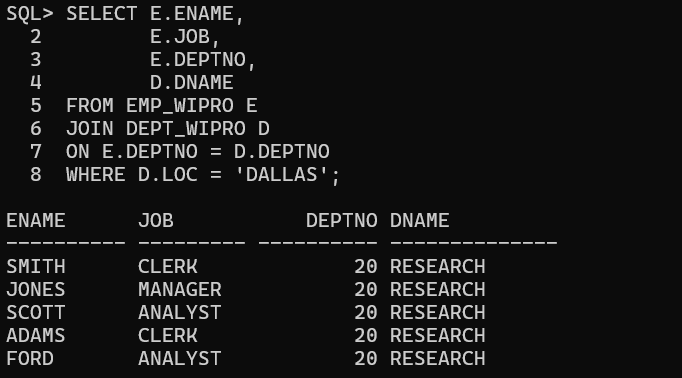 SQL> SELECT E.ENAME,
  2         E.JOB,
  3         E.DEPTNO,
  4         D.DNAME
  5  FROM EMP_WIPRO E
  6  JOIN DEPT_WIPRO D
  7  ON E.DEPTNO = D.DEPTNO
  8  WHERE D.LOC = 'DALLAS';

ENAME      JOB           DEPTNO DNAME
---------- --------- ---------- --------------
SMITH      CLERK             20 RESEARCH
JONES      MANAGER           20 RESEARCH
SCOTT      ANALYST           20 RESEARCH
ADAMS      CLERK             20 RESEARCH
FORD       ANALYST           20 RESEARCH